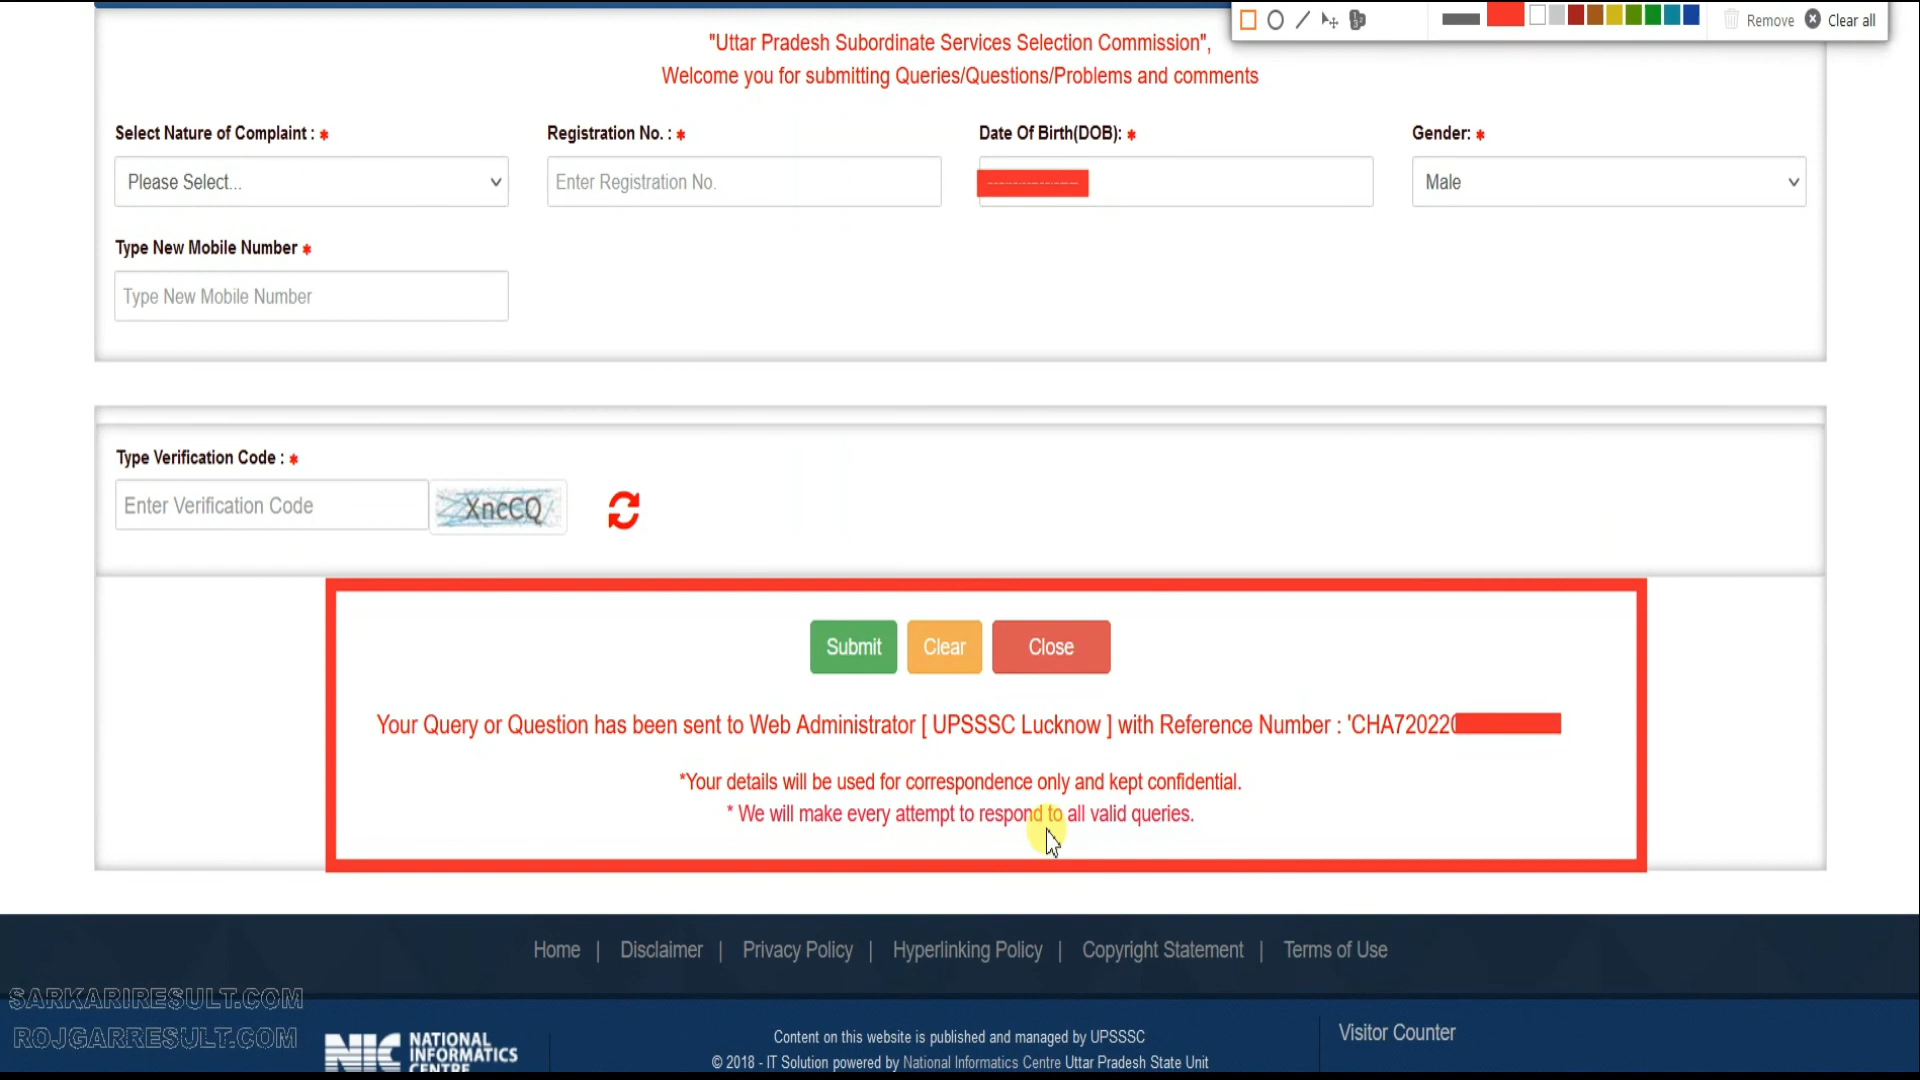 Remove Clear all
"Uttar Pradesh Subordinate Services Selection Commission",
Welcome you for submitting Queries/Questions/Problems and comments
Select Nature of Complaint : * Registration No. : * Date Of Birth(DOB): * Gender: *
Please Select... Enter Registration No. Male
Type New Mobile Number *
Type New Mobile Number
Type Verification Code : *
Enter Verification Code XncCQ
Submit Clear Close
Your Query or Question has been sent to Web Administrator [ UPSSSC Lucknow ] with Reference Number : 'CHA720220
*Your details will be used for correspondence only and kept confidential.
* We will make every attempt to respond to all valid queries.
Home | Disclaimer | Privacy Policy | Hyperlinking Policy | Copyright Statement | Terms of Use
SARKARIRESULT.COM
ROJGARRESULT.COM
NIC NATIONAL
INFORMATICS
CENTRE
Content on this website is published and managed by UPSSSC
© 2018 - IT Solution powered by National Informatics Centre Uttar Pradesh State Unit
Visitor Counter